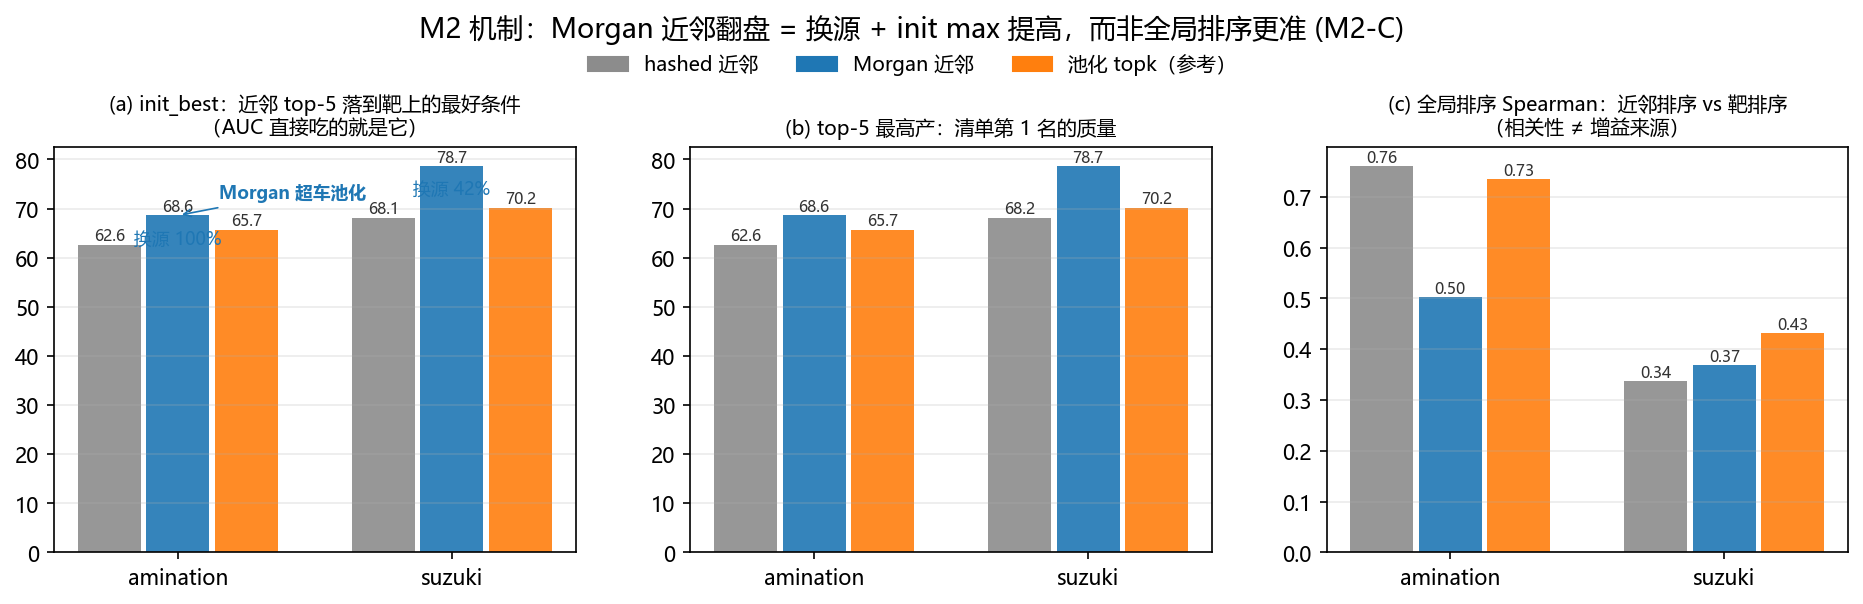 M2 机制：Morgan 近邻翻盘 = 换源 + init max 提高，而非全局排序更准 (M2-C)
hashed 近邻
Morgan 近邻
池化 topk（参考）
(a) init_best：近邻 top-5 落到靶上的最好条件
（AUC 直接吃的就是它）
80
70
60
50
40
30
20
10
0
62.6
68.6
65.7
68.1
78.7
70.2
换源 100%
Morgan 超车池化
换源 42%
amination
suzuki
(b) top-5 最高产：清单第 1 名的质量
80
70
60
50
40
30
20
10
0
62.6
68.6
65.7
68.2
78.7
70.2
amination
suzuki
(c) 全局排序 Spearman：近邻排序 vs 靶排序
（相关性 ≠ 增益来源）
0.7
0.6
0.5
0.4
0.3
0.2
0.1
0.0
0.76
0.50
0.73
0.34
0.37
0.43
amination
suzuki